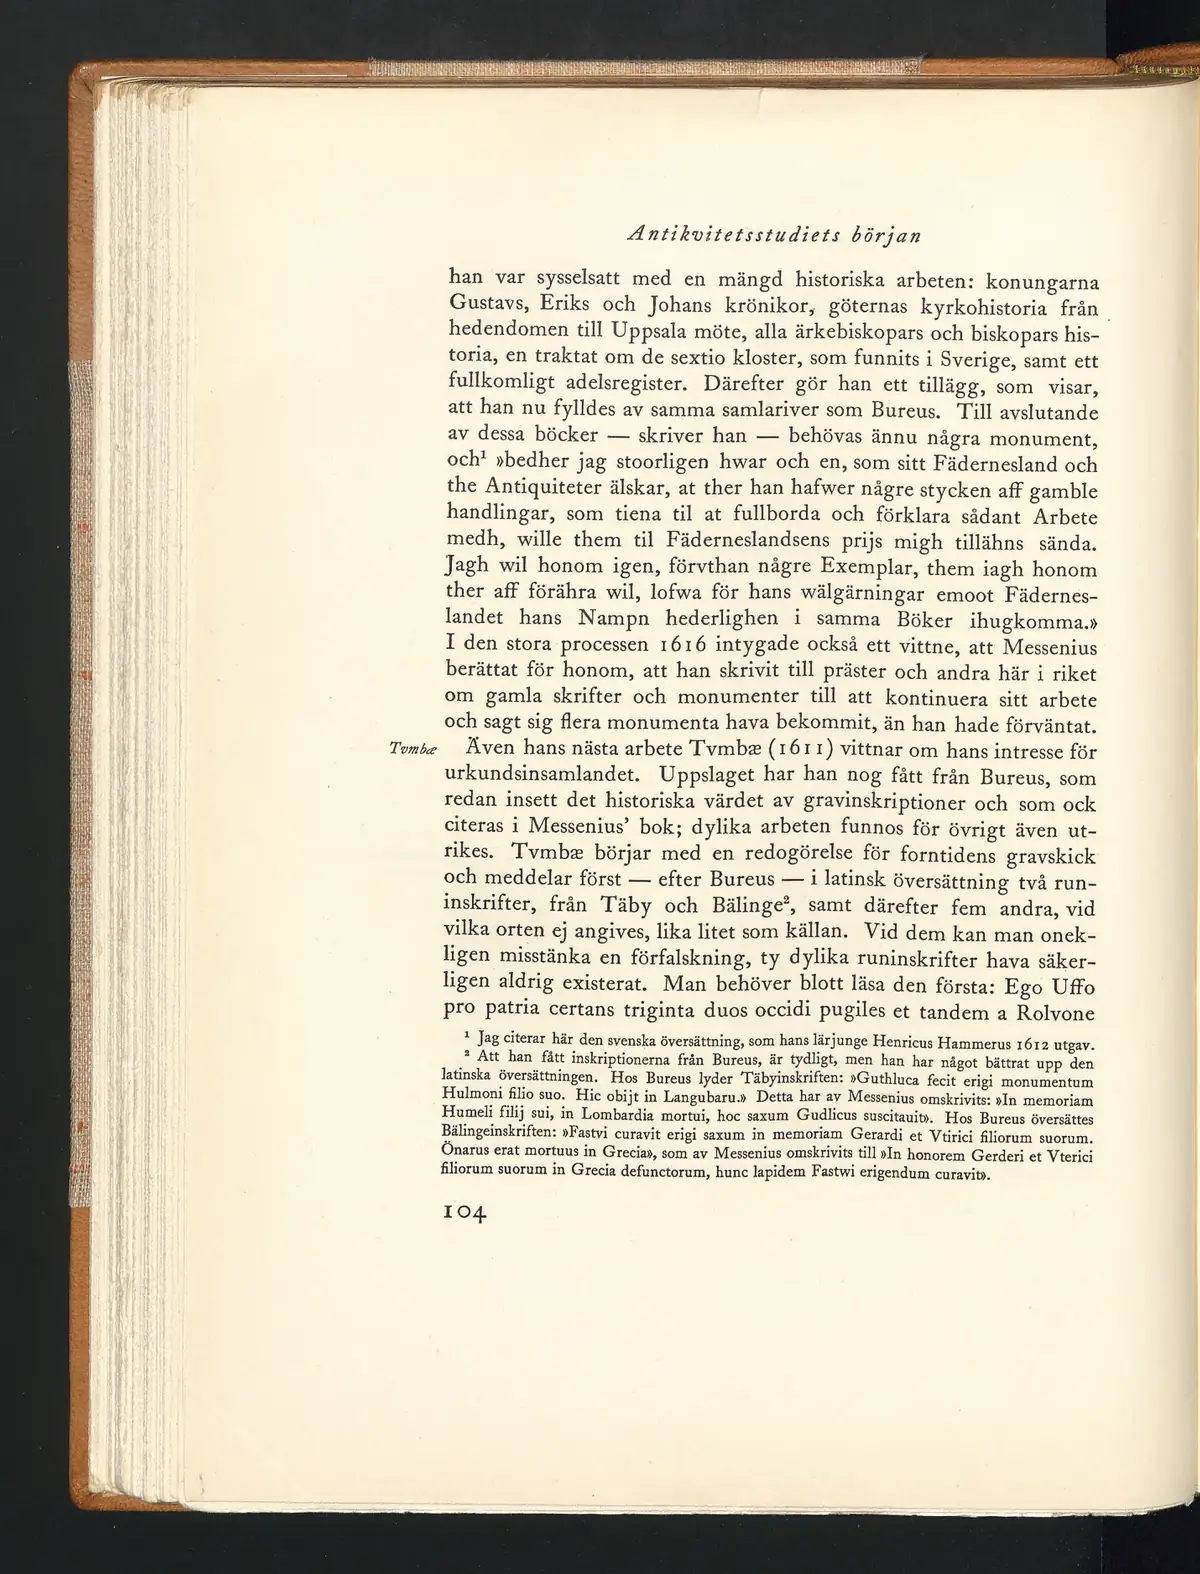 Antikvitetsstudiets början
han var sysselsatt med en mängd historiska arbeten: konungarna
Gustavs, Eriks och Johans krönikor, göternas kyrkohistoria från
hedendomen till Uppsala möte, alla ärkebiskopars och biskopars his-
toria, en traktat om de sextio kloster, som funnits i Sverige, samt ett
fullkomligt adelsregister. Därefter gör han ett tillägg, som visar,
att han nu fylldes av samma samlariver som Bureus. Till avslutande
av dessa böcker — skriver han — behövas ännu några monument,
och¹ »bedher jag stoorligen hwar och en, som sitt Fädernesland och
the Antiquiteter älskar, at ther han hafwer någre stycken aff gamble
handlingar, som tiena til at fullborda och förklara sådant Arbete
medh, wille them til Fäderneslandsens prijs migh tillähns sända.
Jagh wil honom igen, förvthan någre Exemplar, them iagh honom
ther aff förährа wil, lofwa för hans wälgärningar emoot Fädernes-
landet hans Nampn hederlighen i samma Böker ihugkomma.»
I den stora processen 1616 intygade också ett vittne, att Messenius
berättat för honom, att han skrivit till präster och andra här i riket
om gamla skrifter och monumenter till att kontinuera sitt arbete
och sagt sig flera monumenta hava bekommit, än han hade förväntat.
Tvmbæ Även hans nästa arbete Tvmbæ (1611) vittnar om hans intresse för
urkundsinsamlandet. Uppslaget har han nog fått från Bureus, som
redan insett det historiska värdet av gravinskriptioner och som ock
citeras i Messenius’ bok; dylika arbeten funnos för övrigt även ut-
rikes. Tvmbæ börjar med en redogörelse för forntidens gravskick
och meddelar först — efter Bureus — i latinsk översättning två run-
inskrifter, från Täby och Bälinge², samt därefter fem andra, vid
vilka orten ej angives, lika litet som källan. Vid dem kan man onek-
ligen misstänka en förfalskning, ty dylika runinskrifter hava säker-
ligen aldrig existerat. Man behöver blott läsa den första: Ego Uffo
pro patria certans triginta duos occidi pugiles et tandem a Rolvone
¹ Jag citerar här den svenska översättning, som hans lärjunge Henricus Hammerus 1612 utgav.
² Att han fått inskriptionerna från Bureus, är tydligt, men han har något bättrat upp den
latinska översättningen. Hos Bureus lyder Täbyinskriften: »Guthluca fecit erigi monumentum
Hulmoni filio suo. Hic obijt in Langubaru.» Detta har av Messenius omskrivits: »In memoriam
Humeli filij sui, in Lombardia mortui, hoc saxum Gudlicus suscitauit». Hos Bureus översättes
Bälingeinskriften: »Fastvi curavit erigi saxum in memoriam Gerardi et Vtirici filiorum suorum.
Önarus erat mortuus in Grecia», som av Messenius omskrivits till »In honorem Gerderi et Vterici
filiorum suorum in Grecia defunctorum, hunc lapidem Fastwi erigendum curavit».
104